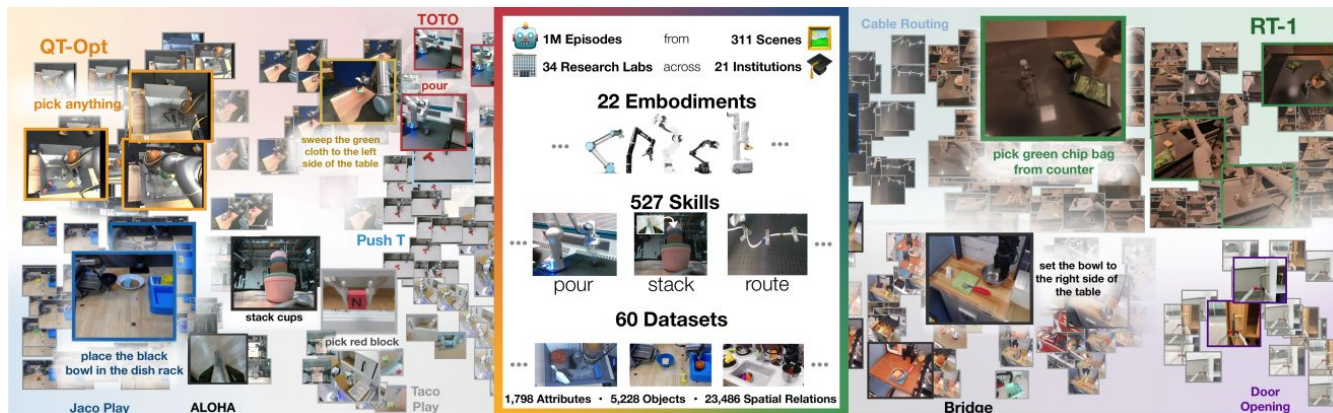 QT-Opt
pick anything
sweep the green
cloth to the left
side of the table
TOTO
pour
Push T
stack cups
place the black
bowl in the dish rack
pick red block
N
Jaco Play
ALOHA
Taco
Play
1M Episodes from 311 Scenes
34 Research Labs across 21 Institutions
22 Embodiments
527 Skills
pour stack route
60 Datasets
1,798 Attributes • 5,228 Objects • 23,486 Spatial Relations
Cable Routing
RT-1
pick green chip bag
from counter
set the bowl to
the right side of
the table
Bridge
Door
Opening